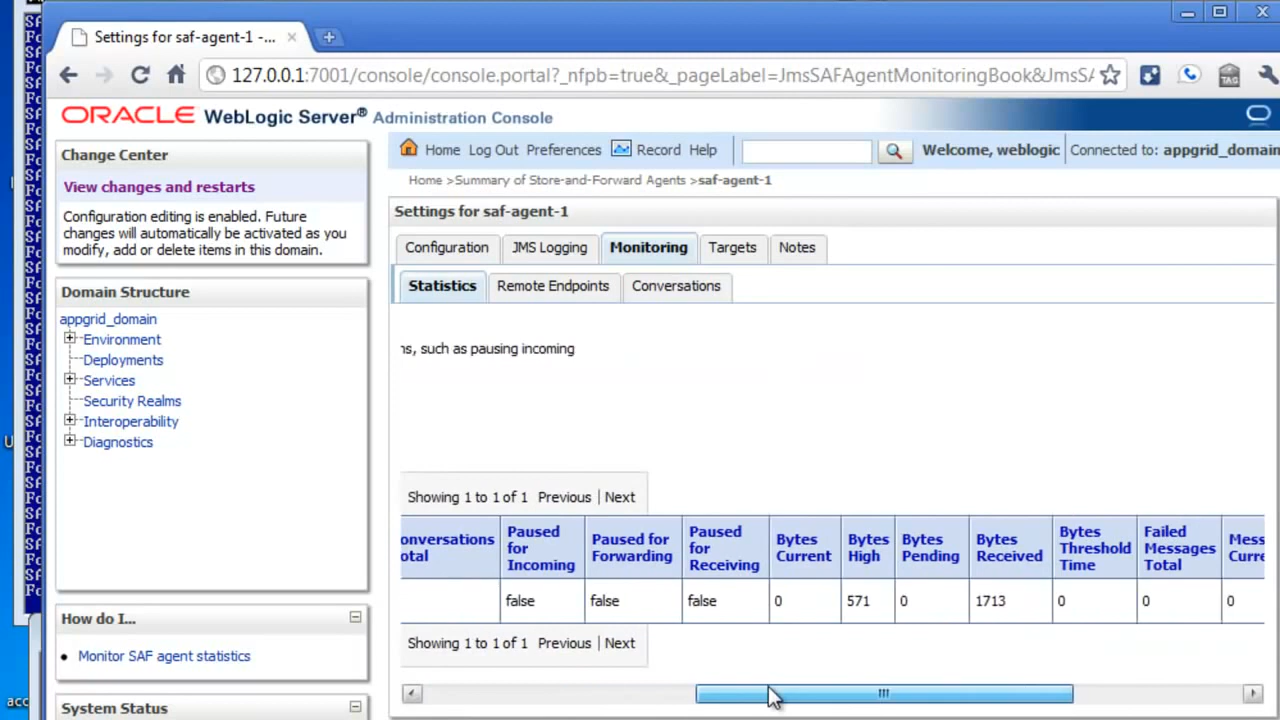 Settings for saf-agent-1 -...
127.0.0.1:7001/console/console.portal?_nfpb=true&_pageLabel=JmsSAFAgentMonitoringBook&JmsS
TAG
ORACLE WebLogic Server® Administration Console
Change Center
View changes and restarts
Configuration editing is enabled. Future
changes will automatically be activated as you
modify, add or delete items in this domain.
Domain Structure
appgrid_domain
Environment
Deployments
Services
Security Realms
Interoperability
Diagnostics
How do I...
Monitor SAF agent statistics
System Status
Home Log Out Preferences Record Help
Welcome, weblogic Connected to: appgrid_domain
Home >Summary of Store-and-Forward Agents >saf-agent-1
Settings for saf-agent-1
Configuration JMS Logging Monitoring Targets Notes
Statistics Remote Endpoints Conversations
ns, such as pausing incoming
Showing 1 to 1 of 1 Previous | Next
onversations
otal
Paused
for
Incoming
Paused for
Forwarding
Paused
for
Receiving
Bytes
Current
Bytes
High
Bytes
Pending
Bytes
Received
Bytes
Threshold
Time
Failed
Messages
Total
Mess
Curre
false false false 0 571 0 1713 0 0 0
Showing 1 to 1 of 1 Previous | Next